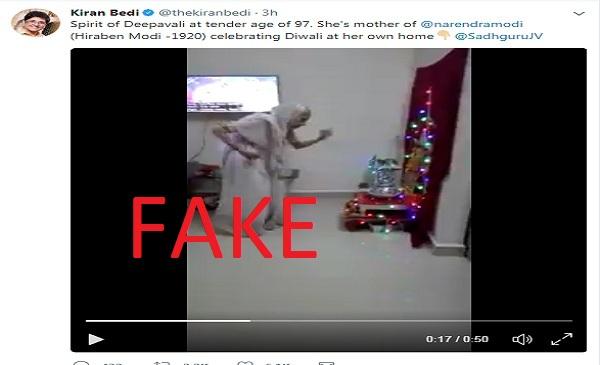 Kiran Bedi @thekiranbedi · 3h
Spirit of Deepavali at tender age of 97. She's mother of @narendramodi
(Hiraben Modi -1920) celebrating Diwali at her own home👇🏼 @SadhguruJV
FAKE
0:17 / 0:50